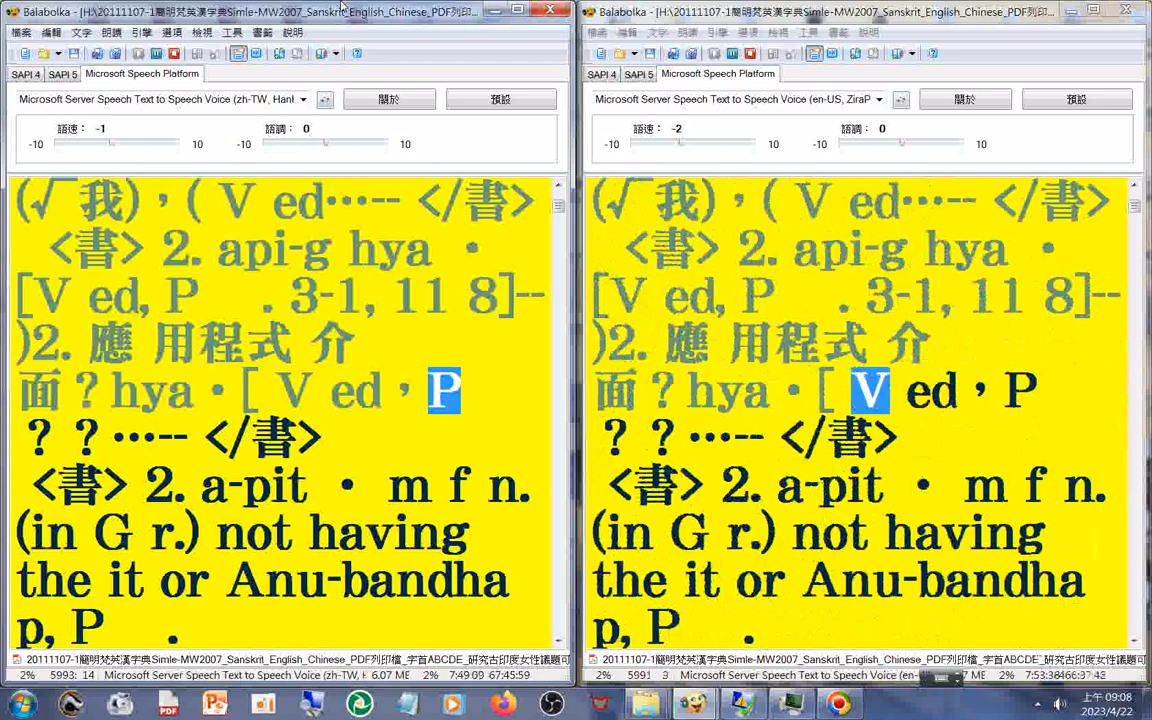 Balabolka - [H:\20111107-1簡明梵英漢字典Simle-MW2007_Sanskrit_English_Chinese_PDF列印...
檔案 編輯 文字 朗讀 引擎 選項 檢視 工具 書籤 說明
SAPI 4 SAPI 5 Microsoft Speech Platform
Microsoft Server Speech Text to Speech Voice (zh-TW, Hanl
關於 預設
語速： -1 語調： 0
-10 10 -10 10
(√ 我)，( V ed…-- </書>
<書> 2. api-g hya •
[V ed, P . 3-1, 11 8]--
)2. 應 用程式 介
面？hya•[ V ed，P
？ ？…-- </書>
<書> 2. a-pit • m f n.
(in G r.) not having
the it or Anu-bandha
p, P .
20111107-1簡明梵英漢字典Simle-MW2007_Sanskrit_English_Chinese_PDF列印檔_字首ABCDE_研究古印度女性議題可
2% 5993: 14 Microsoft Server Speech Text to Speech Voice (zh-TW, H 6.07 ME 2% 7:49:09 67:45:59
Balabolka - [H:\20111107-1簡明梵英漢字典Simle-MW2007_Sanskrit_English_Chinese_PDF列印...
檔案 編輯 文字 朗讀 引擎 選項 檢視 工具 書籤 說明
SAPI 4 SAPI 5 Microsoft Speech Platform
Microsoft Server Speech Text to Speech Voice (en-US, ZiraP
關於 預設
語速： -2 語調： 0
-10 10 -10 10
(√ 我)，( V ed…-- </書>
<書> 2. api-g hya •
[V ed, P . 3-1, 11 8]--
)2. 應 用程式 介
面？hya•[ V ed，P
？ ？…-- </書>
<書> 2. a-pit • m f n.
(in G r.) not having
the it or Anu-bandha
p, P .
20111107-1簡明梵英漢字典Simle-MW2007_Sanskrit_English_Chinese_PDF列印檔_字首ABCDE_研究古印度女性議題可
2% 5991 3 Microsoft Server Speech Text to Speech Voice (en-US, 2%
上午 09:08
2023/4/22